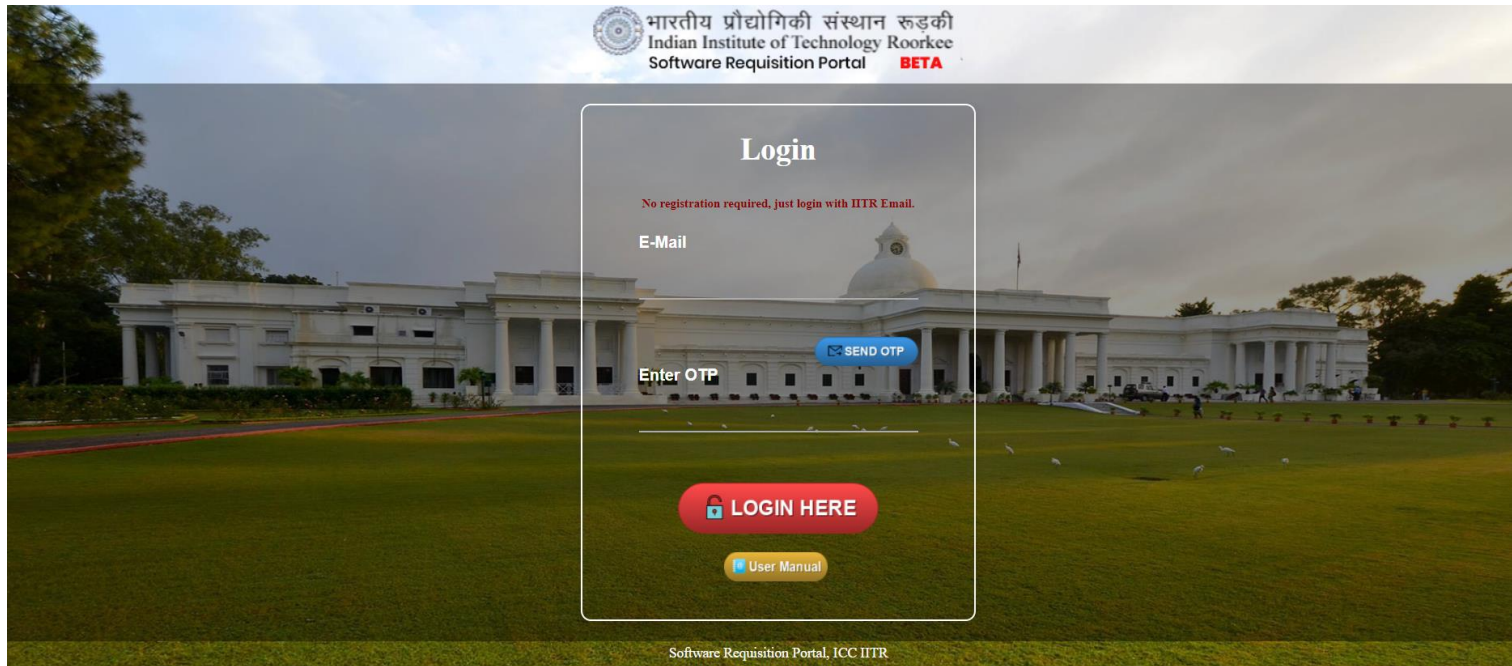 भारतीय प्रौद्योगिकी संस्थान रूड़की
Indian Institute of Technology Roorkee
Software Requisition Portal BETA
Login
No registration required, just login with IITR Email.
E-Mail
SEND OTP
Enter OTP
LOGIN HERE
User Manual
Software Requisition Portal, ICC IITR